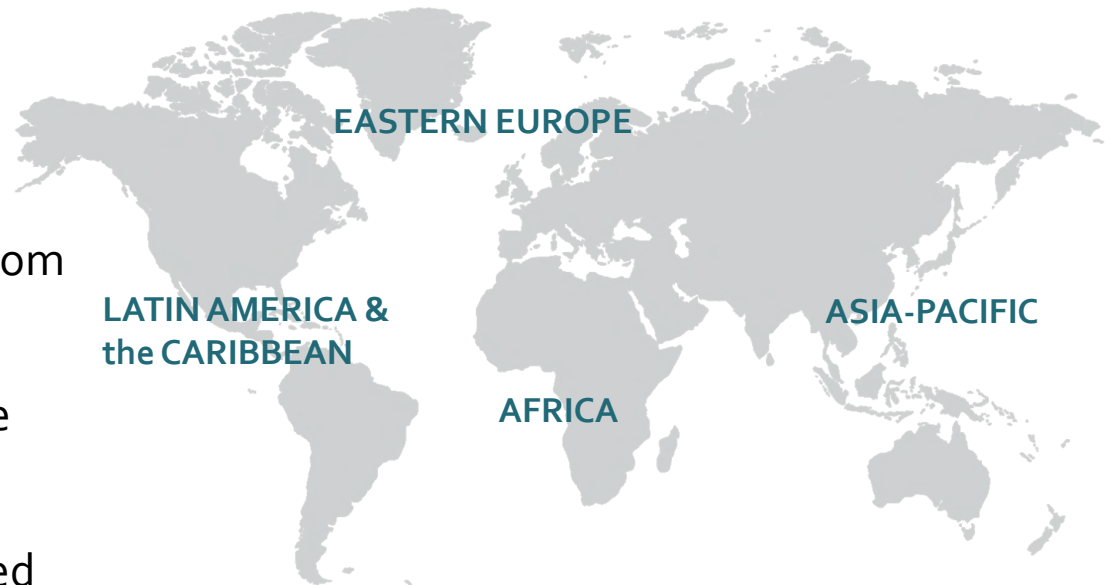 EASTERN EUROPE
om
LATIN AMERICA &
the CARIBBEAN
ASIA-PACIFIC
e
AFRICA
ed